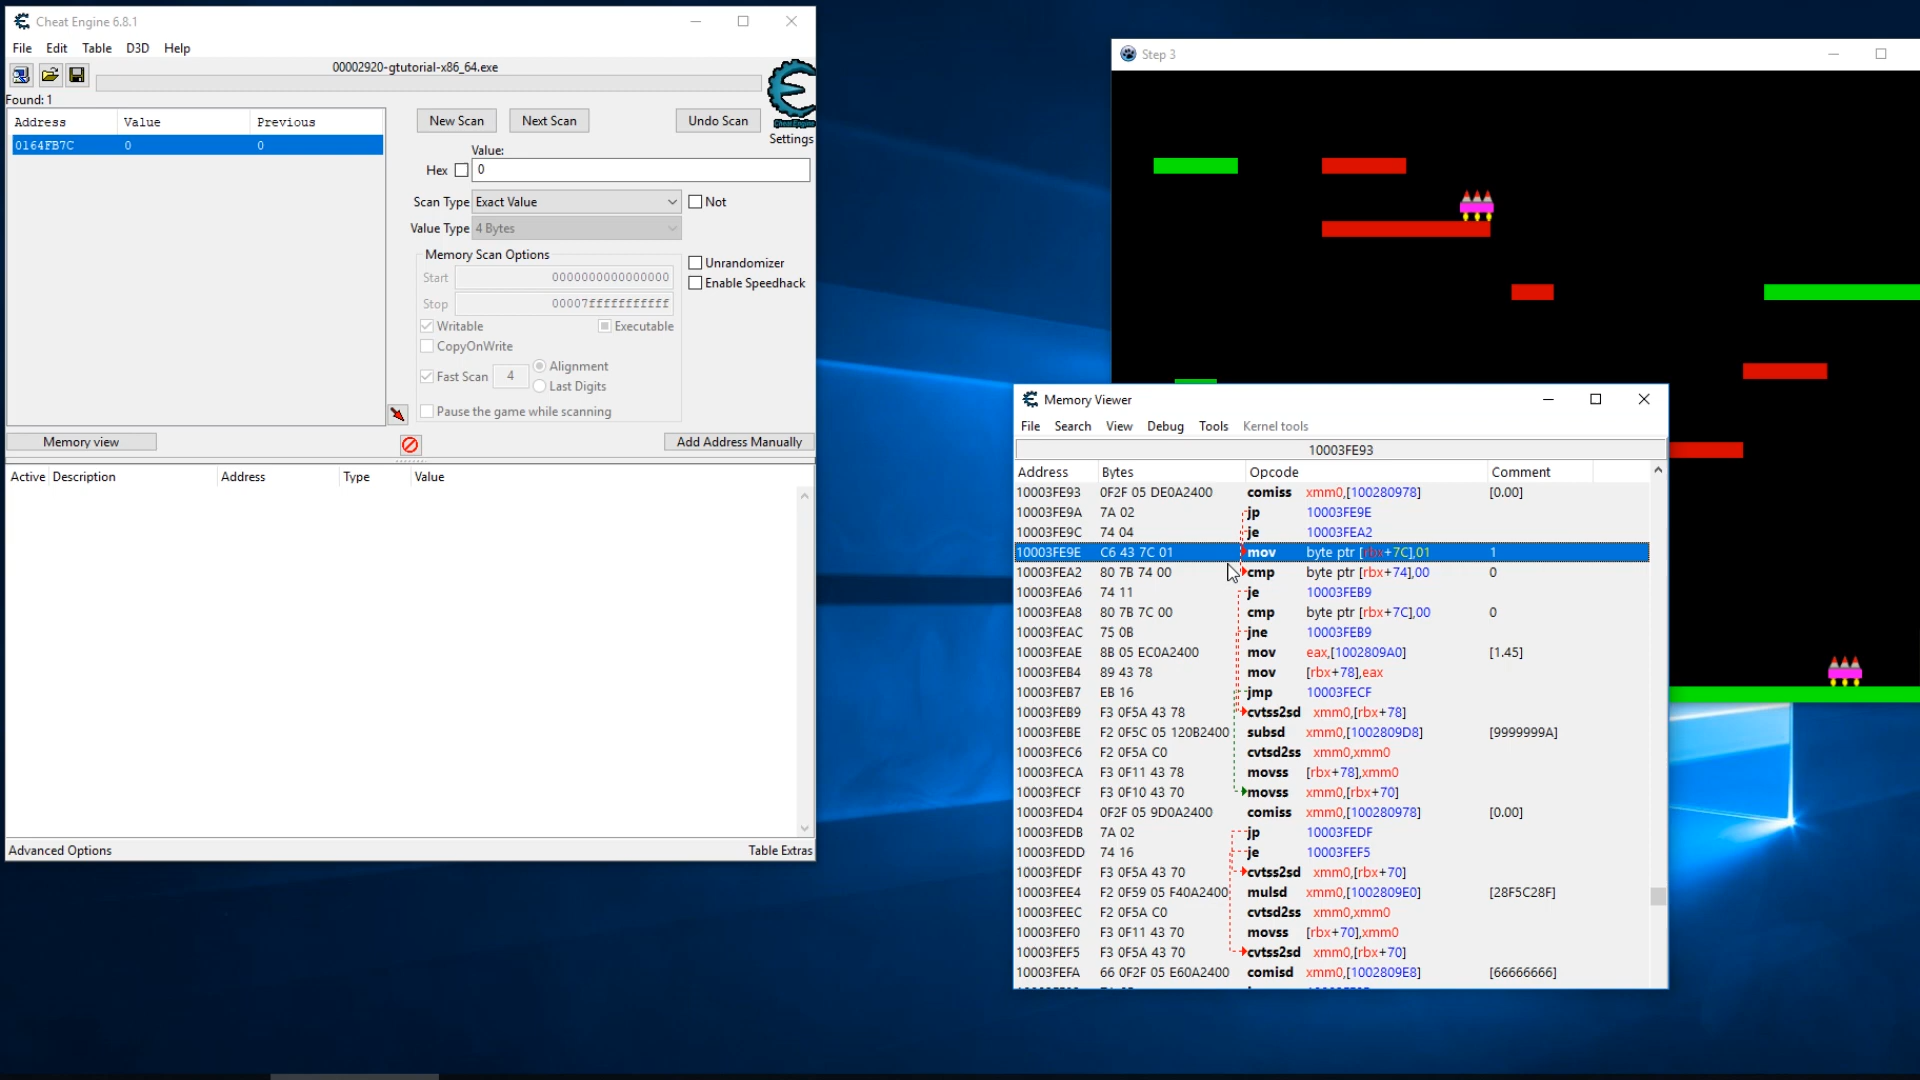 Cheat Engine 6.8.1
File Edit Table D3D Help
00002920-gtutorial-x86_64.exe
Found: 1
Address Value Previous
0164FB7C 0 0
New Scan Next Scan Undo Scan
Cheat Engine
Settings
Value:
Hex 0
Scan Type Exact Value Not
Value Type 4 Bytes
Memory Scan Options
Unrandomizer
Start 0000000000000000
Enable Speedhack
Stop 00007fffffffffff
Writable Executable
CopyOnWrite
Fast Scan 4 Alignment
Last Digits
Pause the game while scanning
Memory view Add Address Manually
Active Description Address Type Value
Advanced Options Table Extras
Step 3
Memory Viewer
File Search View Debug Tools Kernel tools
10003FE93
Address Bytes Opcode Comment
10003FE93 0F2F 05 DE0A2400 comiss xmm0,[100280978] [0.00]
10003FE9A 7A 02 jp 10003FE9E
10003FE9C 74 04 je 10003FEA2
10003FE9E C6 43 7C 01 mov byte ptr [rbx+7C],01 1
10003FEA2 80 7B 74 00 cmp byte ptr [rbx+74],00 0
10003FEA6 74 11 je 10003FEB9
10003FEA8 80 7B 7C 00 cmp byte ptr [rbx+7C],00 0
10003FEAC 75 0B jne 10003FEB9
10003FEAE 8B 05 EC0A2400 mov eax,[1002809A0] [1.45]
10003FEB4 89 43 78 mov [rbx+78],eax
10003FEB7 EB 16 jmp 10003FECF
10003FEB9 F3 0F5A 43 78 cvtss2sd xmm0,[rbx+78]
10003FEBE F2 0F5C 05 120B2400 subsd xmm0,[1002809D8] [9999999A]
10003FEC6 F2 0F5A C0 cvtsd2ss xmm0,xmm0
10003FECA F3 0F11 43 78 movss [rbx+78],xmm0
10003FECF F3 0F10 43 70 movss xmm0,[rbx+70]
10003FED4 0F2F 05 9D0A2400 comiss xmm0,[100280978] [0.00]
10003FEDB 7A 02 jp 10003FEDF
10003FEDD 74 16 je 10003FEF5
10003FEDF F3 0F5A 43 70 cvtss2sd xmm0,[rbx+70]
10003FEE4 F2 0F59 05 F40A2400 mulsd xmm0,[1002809E0] [28F5C28F]
10003FEEC F2 0F5A C0 cvtsd2ss xmm0,xmm0
10003FEF0 F3 0F11 43 70 movss [rbx+70],xmm0
10003FEF5 F3 0F5A 43 70 cvtss2sd xmm0,[rbx+70]
10003FEFA 66 0F2F 05 E60A2400 comisd xmm0,[1002809E8] [66666666]